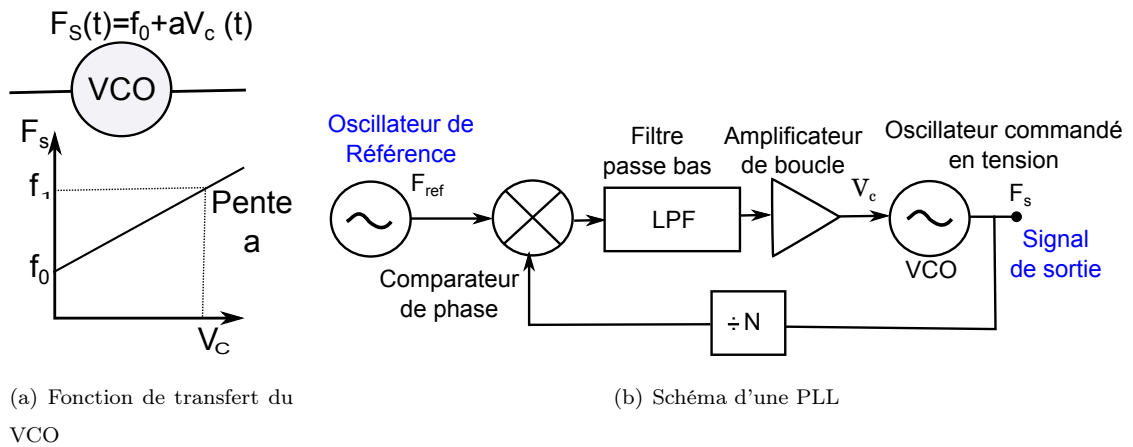 F_S(t)=f_0+aV_c (t)
VCO
F_s
f_1
Pente
a
f_0
V_C
(a) Fonction de transfert du
VCO
Oscillateur de
Référence
F_ref
Comparateur
de phase
Filtre
passe bas
LPF
Amplificateur
de boucle
V_c
Oscillateur commandé
en tension
VCO
F_s
Signal
de sortie
÷N
(b) Schéma d'une PLL